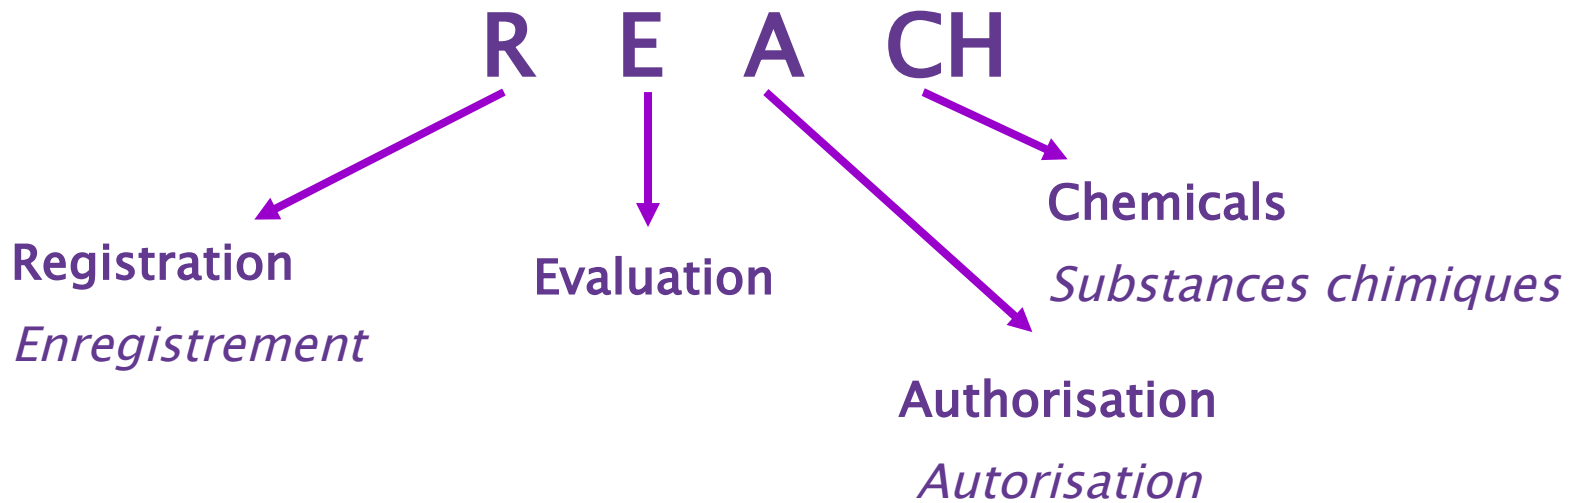 R E A CH
Registration
Enregistrement
Evaluation
Chemicals
Substances chimiques
Authorisation
Autorisation